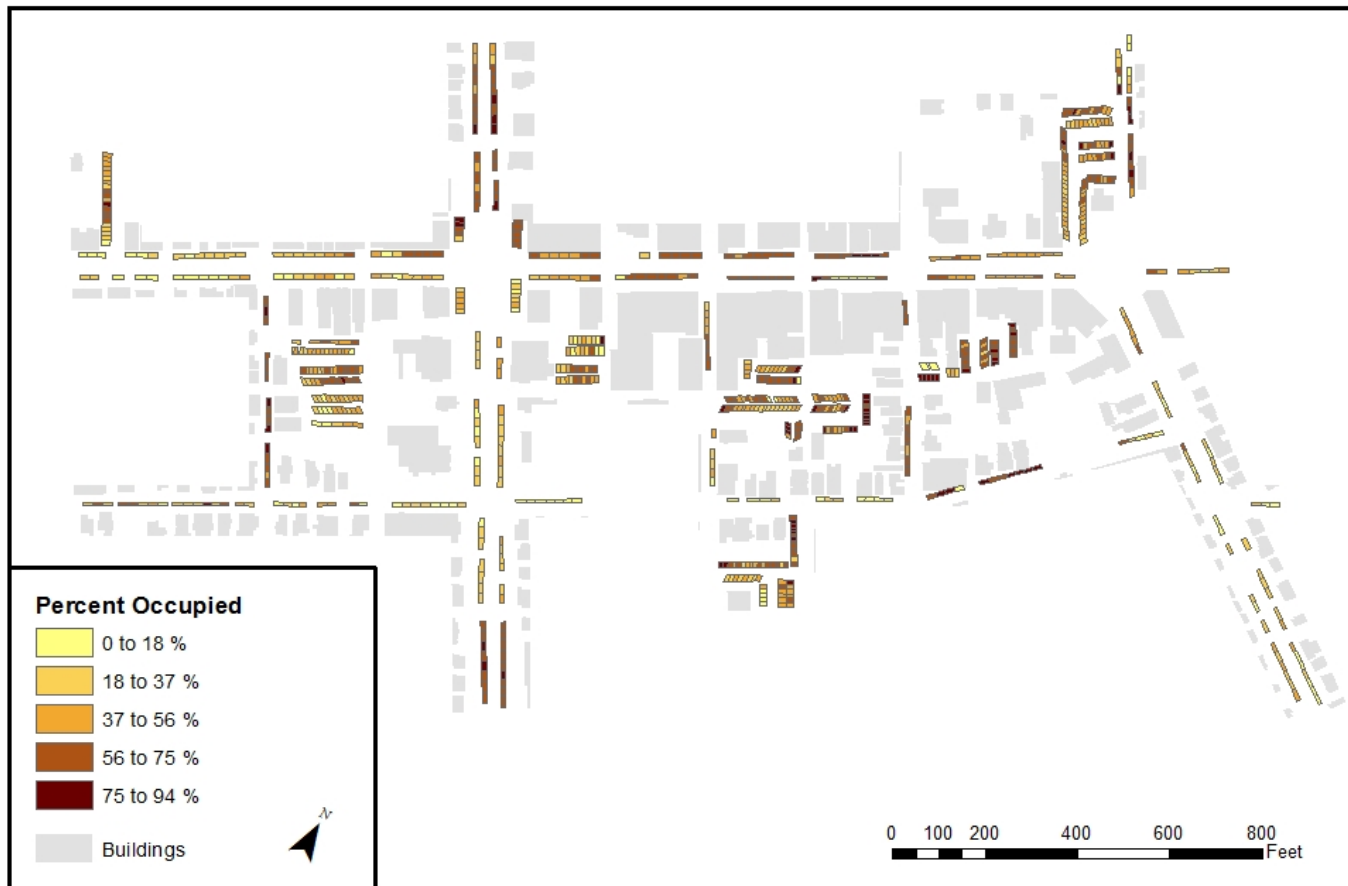 Percent Occupied
0 to 18 %
18 to 37 %
37 to 56 %
56 to 75 %
75 to 94 %
Buildings
N
0 100 200 400 600 800
Feet